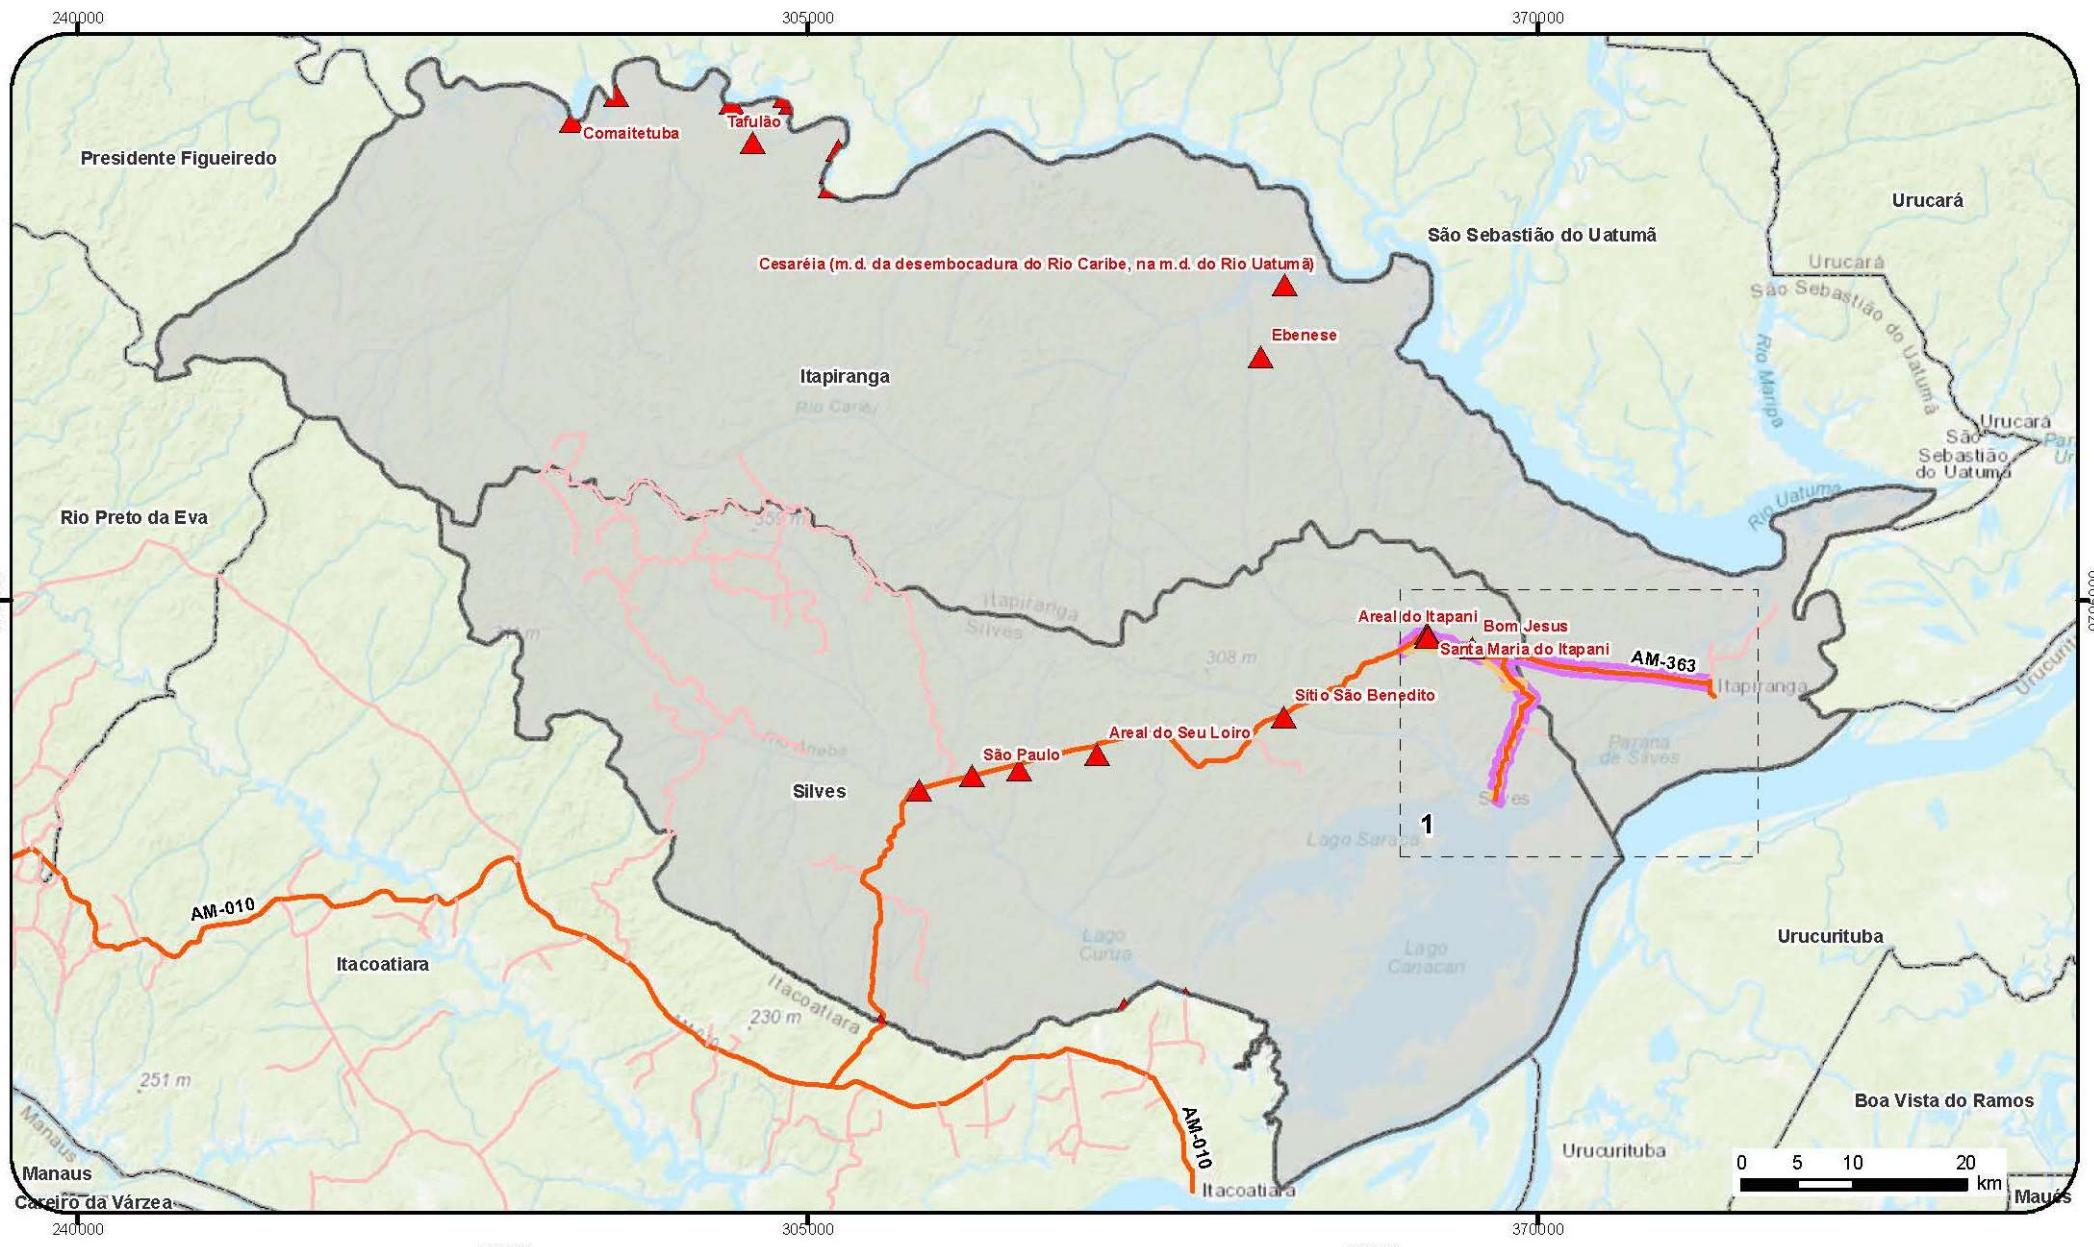 240000
305000
370000
Comaitetuba
Tafulão
Presidente Figueiredo
Urucará
São Sebastião do Uatumã
Cesaréia (m.d. da desembocadura do Rio Caribe, na m.d. do Rio Uatumã)
Urucará
São Sebastião do Uatumã
Ebenese
Rio Maripa
Itapiranga
Urucará
São
Sebastião
do Uatumã
Rio Uatumã
Rio Preto da Eva
359 m
Itapiranga
Silves
Areal do Itapani
Bom Jesus
Santa Maria do Itapani
308 m
AM-363
Itapiranga
Sítio São Benedito
Areal do Seu Loiro
São Paulo
Rio Aneba
Paraná
de Silves
Silves
Silves
1
Lago Saracá
AM-010
Itacoatiara
Lago
Curuá
Lago
Canacari
Urucurituba
Itacoatiara
230 m
251 m
Boa Vista do Ramos
AM-010
Manaus
Urucurituba
Manaus
Careiro da Várzea
Itacoatiara
0 5 10 20
km
Maués
240000
305000
370000